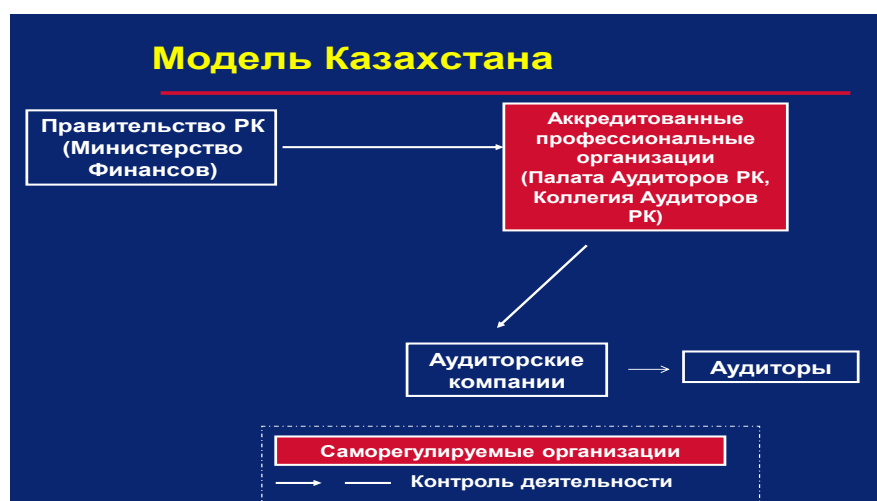 Модель Казахстана
Правительство РК
(Министерство
Финансов)
Аккредитованные
профессиональные
организации
(Палата Аудиторов РК,
Коллегия Аудиторов
РК)
Аудиторские
компании
Аудиторы
Саморегулируемые организации
Контроль деятельности